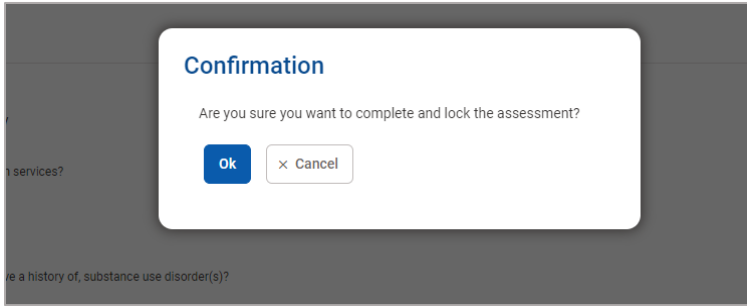 Confirmation
Are you sure you want to complete and lock the assessment?
Ok
× Cancel
services?
a history of, substance use disorder(s)?